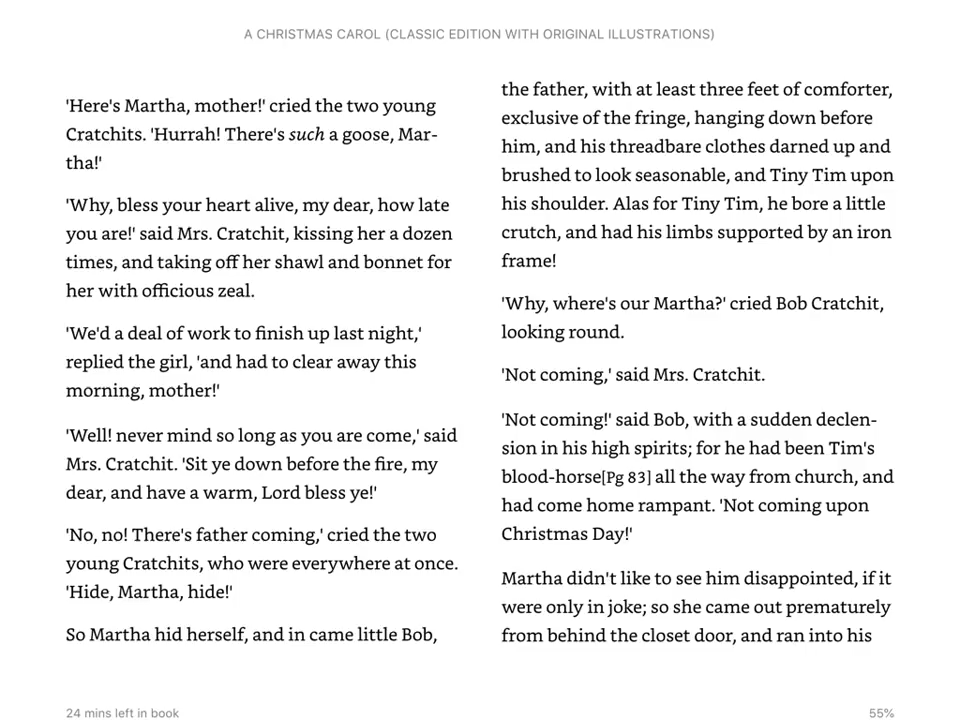 A CHRISTMAS CAROL (CLASSIC EDITION WITH ORIGINAL ILLUSTRATIONS)
'Here's Martha, mother!' cried the two young
Cratchits. 'Hurrah! There's such a goose, Mar-
tha!'
'Why, bless your heart alive, my dear, how late
you are!' said Mrs. Cratchit, kissing her a dozen
times, and taking off her shawl and bonnet for
her with officious zeal.
'We'd a deal of work to finish up last night,'
replied the girl, 'and had to clear away this
morning, mother!'
'Well! never mind so long as you are come,' said
Mrs. Cratchit. 'Sit ye down before the fire, my
dear, and have a warm, Lord bless ye!'
'No, no! There's father coming,' cried the two
young Cratchits, who were everywhere at once.
'Hide, Martha, hide!'
So Martha hid herself, and in came little Bob,
the father, with at least three feet of comforter,
exclusive of the fringe, hanging down before
him, and his threadbare clothes darned up and
brushed to look seasonable, and Tiny Tim upon
his shoulder. Alas for Tiny Tim, he bore a little
crutch, and had his limbs supported by an iron
frame!
'Why, where's our Martha?' cried Bob Cratchit,
looking round.
'Not coming,' said Mrs. Cratchit.
'Not coming!' said Bob, with a sudden declen-
sion in his high spirits; for he had been Tim's
blood-horse[Pg 83] all the way from church, and
had come home rampant. 'Not coming upon
Christmas Day!'
Martha didn't like to see him disappointed, if it
were only in joke; so she came out prematurely
from behind the closet door, and ran into his
24 mins left in book
55%